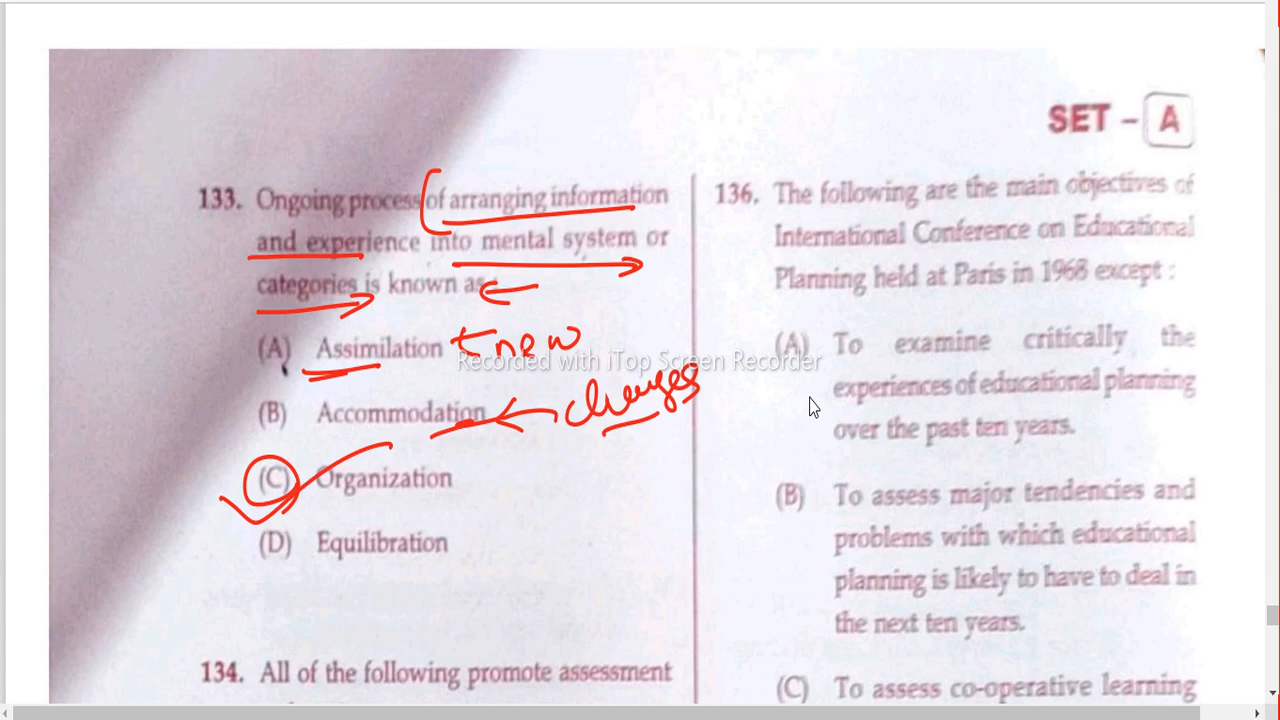 SET - A
133. Ongoing process of arranging information
and experience into mental system or
categories is known as
(A) Assimilation
new
(B) Accommodation
changes
(C) Organization
(D) Equilibration
134. All of the following promote assessment
136. The following are the main objectives of
International Conference on Educational
Planning held at Paris in 1968 except :
(A) To examine critically the
experiences of educational planning
over the past ten years.
(B) To assess major tendencies and
problems with which educational
planning is likely to have to deal in
the next ten years.
(C) To assess co-operative learning
Recorded with iTop Screen Recorder